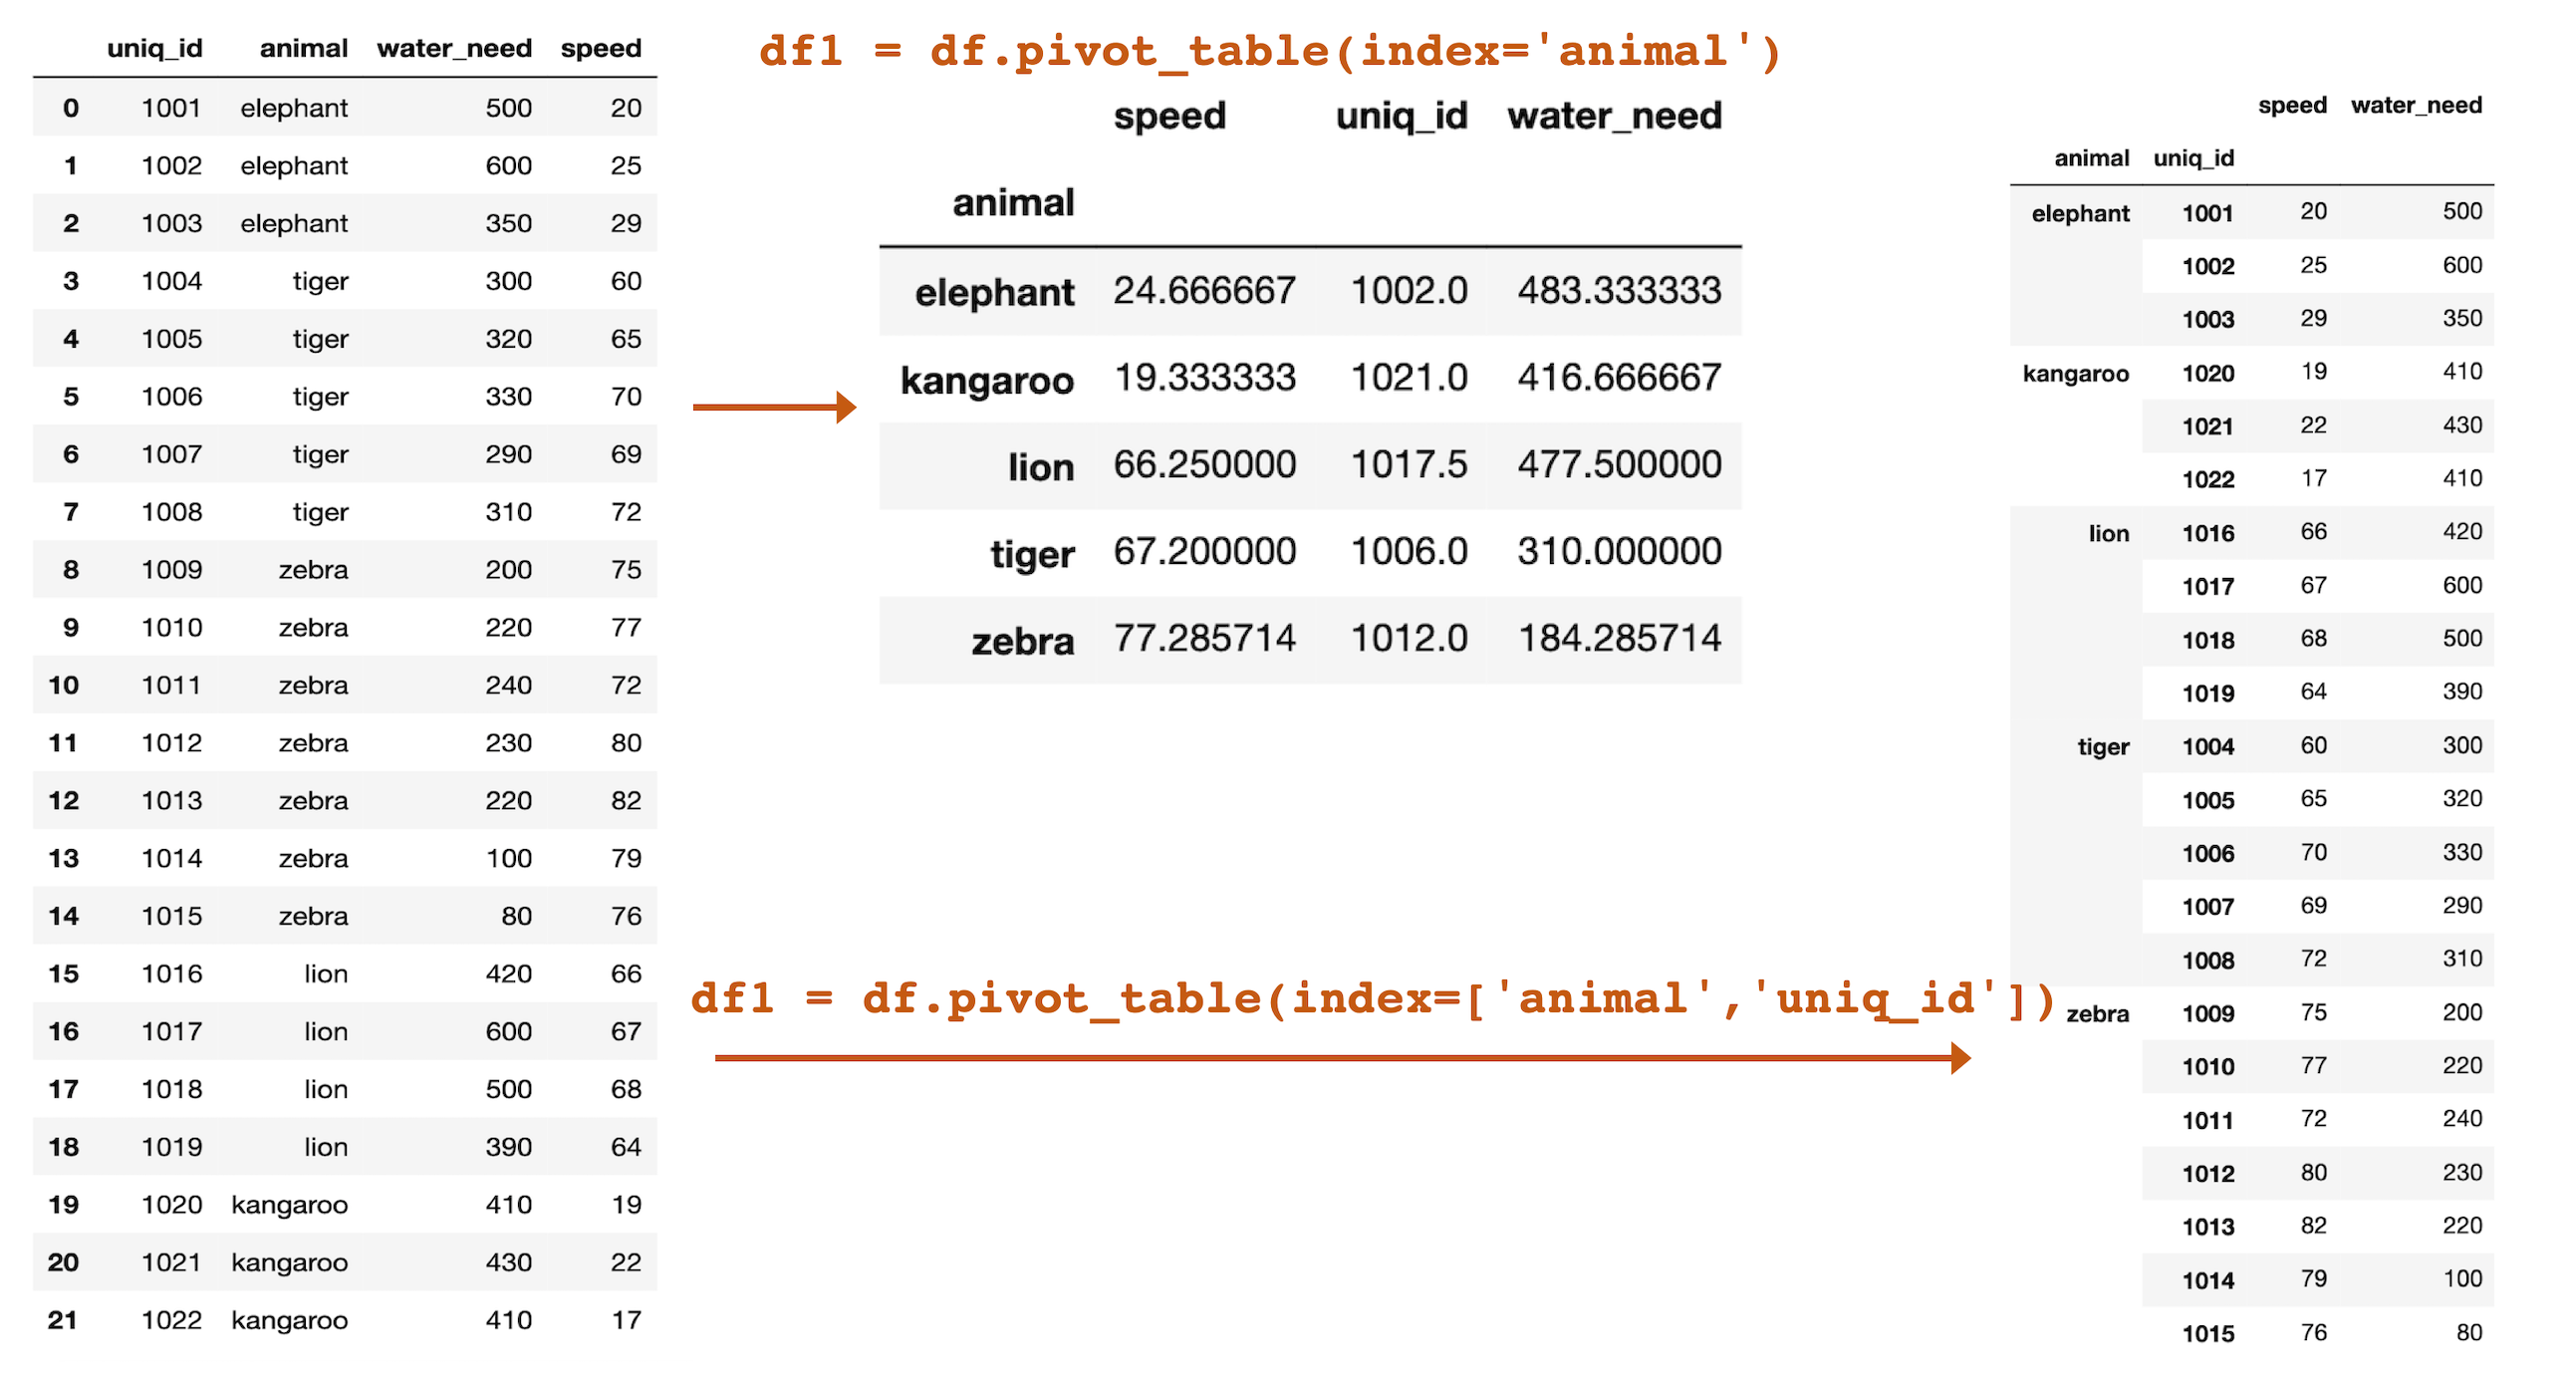 uniq_id animal water_need speed
0 1001 elephant 500 20
1 1002 elephant 600 25
2 1003 elephant 350 29
3 1004 tiger 300 60
4 1005 tiger 320 65
5 1006 tiger 330 70
6 1007 tiger 290 69
7 1008 tiger 310 72
8 1009 zebra 200 75
9 1010 zebra 220 77
10 1011 zebra 240 72
11 1012 zebra 230 80
12 1013 zebra 220 82
13 1014 zebra 100 79
14 1015 zebra 80 76
15 1016 lion 420 66
16 1017 lion 600 67
17 1018 lion 500 68
18 1019 lion 390 64
19 1020 kangaroo 410 19
20 1021 kangaroo 430 22
21 1022 kangaroo 410 17
df1 = df.pivot_table(index='animal')
speed uniq_id water_need
animal
elephant 24.666667 1002.0 483.333333
kangaroo 19.333333 1021.0 416.666667
lion 66.250000 1017.5 477.500000
tiger 67.200000 1006.0 310.000000
zebra 77.285714 1012.0 184.285714
df1 = df.pivot_table(index=['animal','uniq_id'])
speed water_need
animal uniq_id
elephant 1001 20 500
1002 25 600
1003 29 350
kangaroo 1020 19 410
1021 22 430
1022 17 410
lion 1016 66 420
1017 67 600
1018 68 500
1019 64 390
tiger 1004 60 300
1005 65 320
1006 70 330
1007 69 290
1008 72 310
zebra 1009 75 200
1010 77 220
1011 72 240
1012 80 230
1013 82 220
1014 79 100
1015 76 80